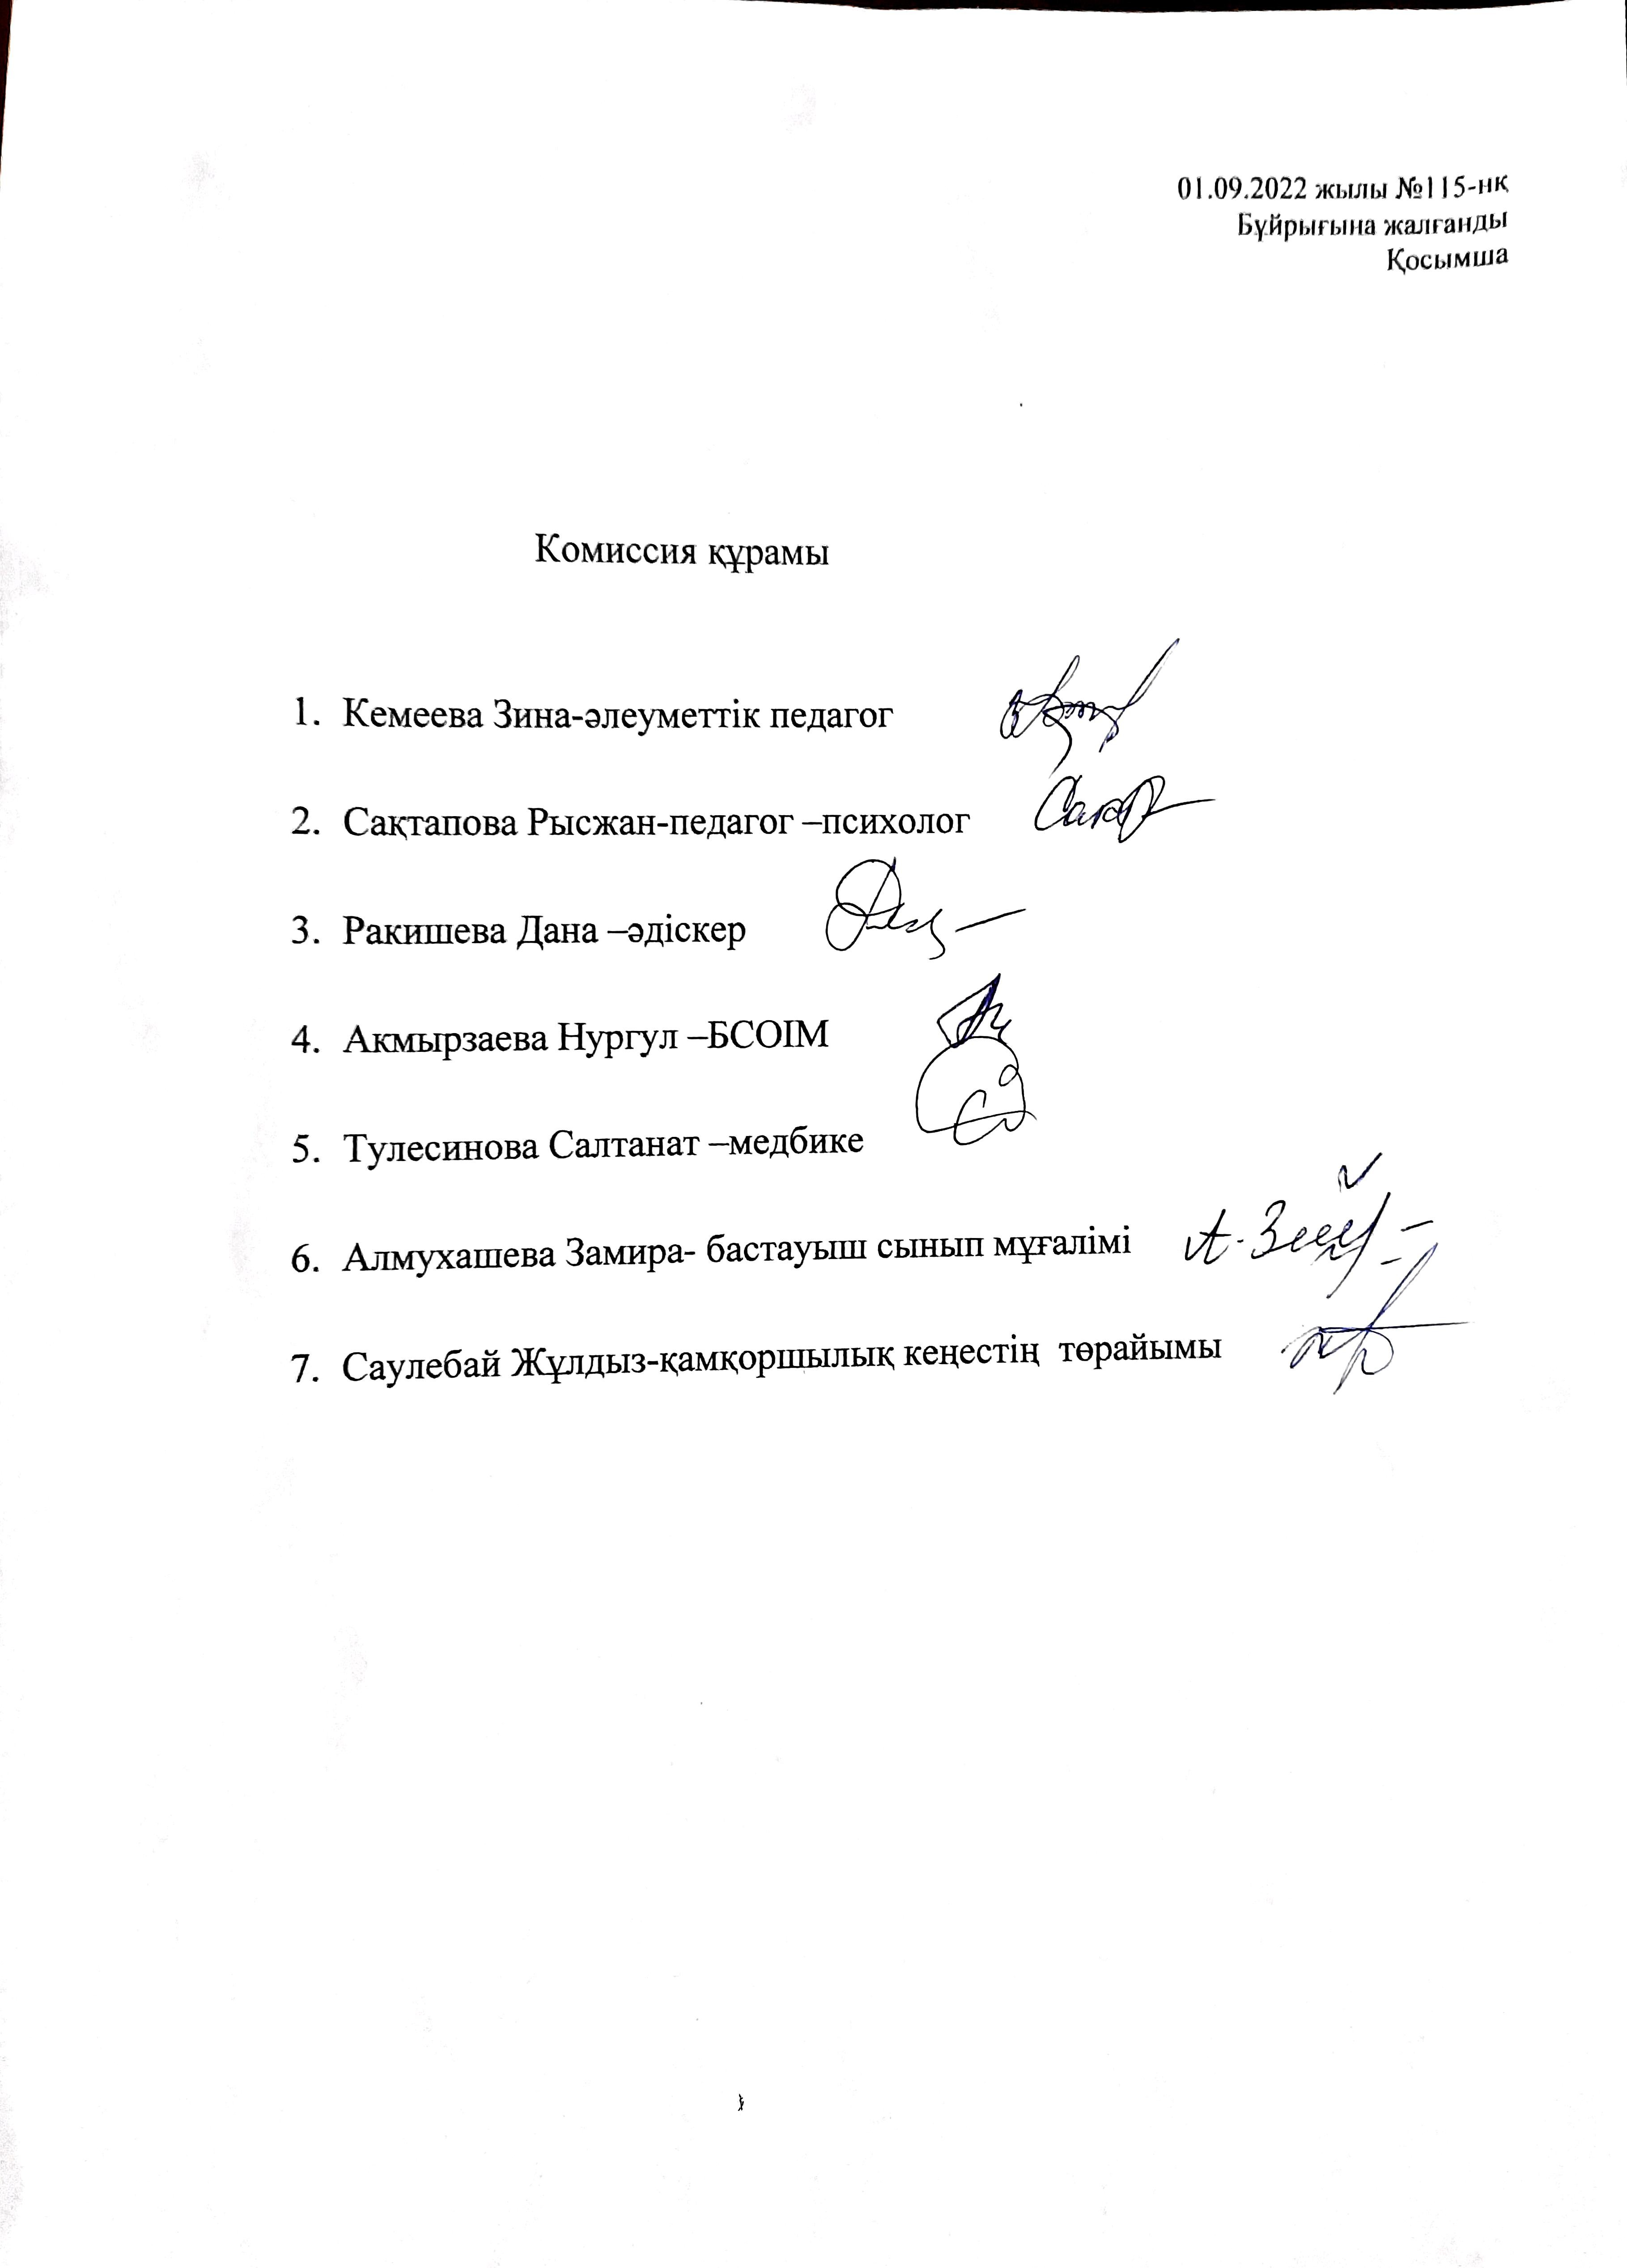 01.09.2022 жылы №115-нқ
Бұйрығына жалғанды
Қосымша
Комиссия құрамы
1. Кемеева Зина-әлеуметтік педагог
2. Сақтапова Рысжан-педагог –психолог
3. Ракишева Дана –әдіскер
4. Акмырзаева Нургул –БСОІМ
5. Тулесинова Салтанат –медбике
6. Алмухашева Замира- бастауыш сынып мұғалімі
7. Саулебай Жұлдыз-қамқоршылық кеңестің төрайымы